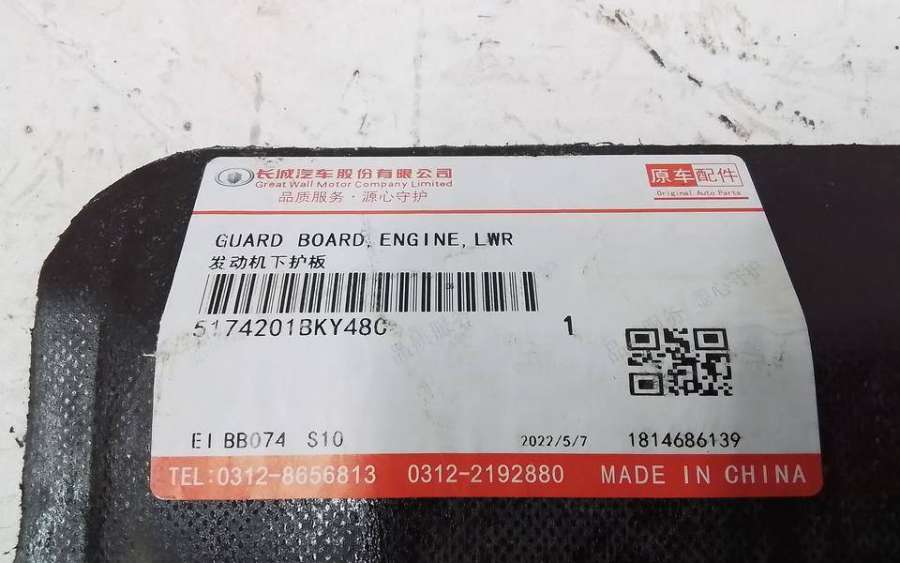 长城汽车股份有限公司
Great Wall Motor Company Limited
品质服务·源心守护
原车配件
Original Auto Parts
GUARD BOARD,ENGINE,LWR
发动机下护板
5174201BKY48C 1
EI BB074 S10 2022/5/7 1814686139
TEL:0312-8656813 0312-2192880 MADE IN CHINA